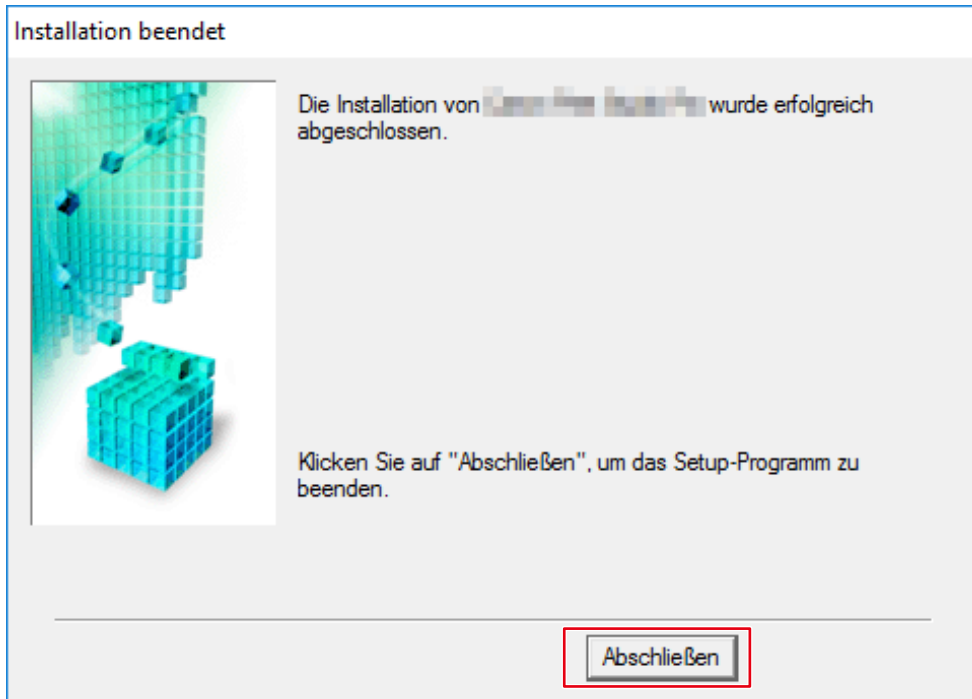 Installation beendet
Die Installation von wurde erfolgreich
abgeschlossen.
Klicken Sie auf "Abschließen", um das Setup-Programm zu
beenden.
Abschließen